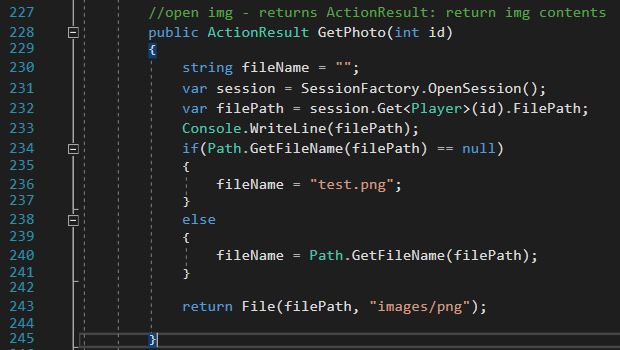 227 //open img - returns ActionResult: return img contents
228 public ActionResult GetPhoto(int id)
229 {
230 string fileName = "";
231 var session = SessionFactory.OpenSession();
232 var filePath = session.Get<Player>(id).FilePath;
233 Console.WriteLine(filePath);
234 if(Path.GetFileName(filePath) == null)
235 {
236 fileName = "test.png";
237 }
238 else
239 {
240 fileName = Path.GetFileName(filePath);
241 }
242
243 return File(filePath, "images/png");
244
245 }